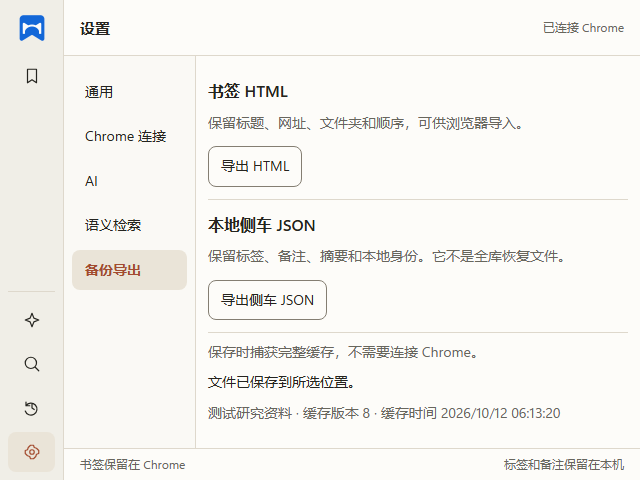 设置
已连接 Chrome
通用
Chrome 连接
AI
语义检索
备份导出
书签 HTML
保留标题、网址、文件夹和顺序，可供浏览器导入。
导出 HTML
本地侧车 JSON
保留标签、备注、摘要和本地身份。它不是全库恢复文件。
导出侧车 JSON
保存时捕获完整缓存，不需要连接 Chrome。
文件已保存到所选位置。
测试研究资料 · 缓存版本 8 · 缓存时间 2026/10/12 06:13:20
书签保留在 Chrome
标签和备注保留在本机